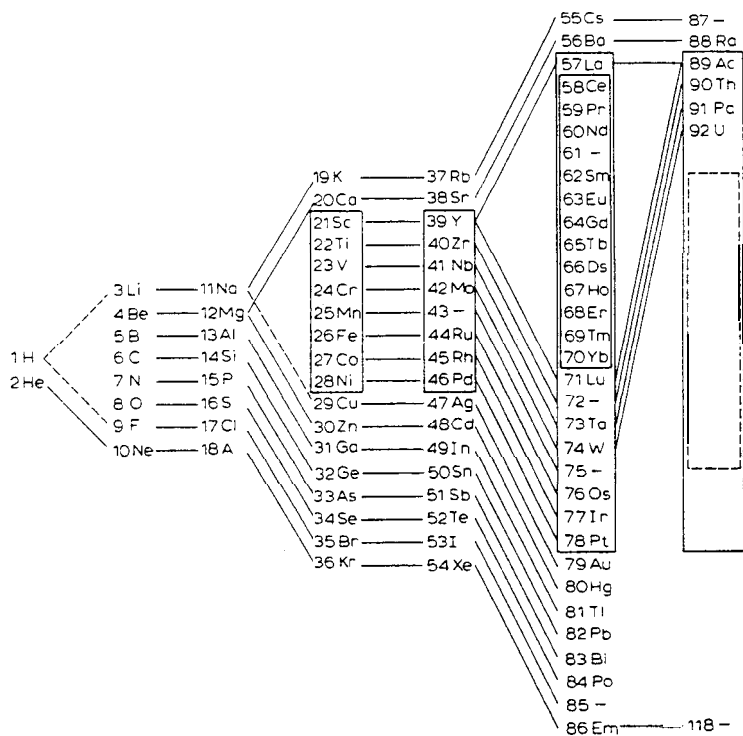 1 H
2 He
3 Li
4 Be
5 B
6 C
7 N
8 O
9 F
10 Ne
11 Na
12 Mg
13 Al
14 Si
15 P
16 S
17 Cl
18 A
19 K
20 Ca
21 Sc
22 Ti
23 V
24 Cr
25 Mn
26 Fe
27 Co
28 Ni
29 Cu
30 Zn
31 Ga
32 Ge
33 As
34 Se
35 Br
36 Kr
37 Rb
38 Sr
39 Y
40 Zr
41 Nb
42 Mo
43 –
44 Ru
45 Rh
46 Pd
47 Ag
48 Cd
49 In
50 Sn
51 Sb
52 Te
53 I
54 Xe
55 Cs
56 Ba
57 La
58 Ce
59 Pr
60 Nd
61 –
62 Sm
63 Eu
64 Gd
65 Tb
66 Ds
67 Ho
68 Er
69 Tm
70 Yb
71 Lu
72 –
73 Ta
74 W
75 –
76 Os
77 Ir
78 Pt
79 Au
80 Hg
81 Tl
82 Pb
83 Bi
84 Po
85 –
86 Em
87 –
88 Ra
89 Ac
90 Th
91 Pc
92 U
118 –